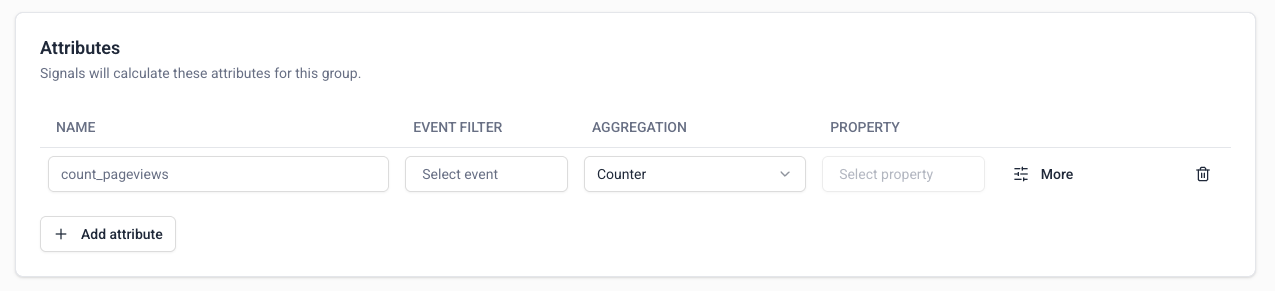 Attributes
Signals will calculate these attributes for this group.
NAME EVENT FILTER AGGREGATION PROPERTY
count_pageviews Select event Counter Select property More
Add attribute